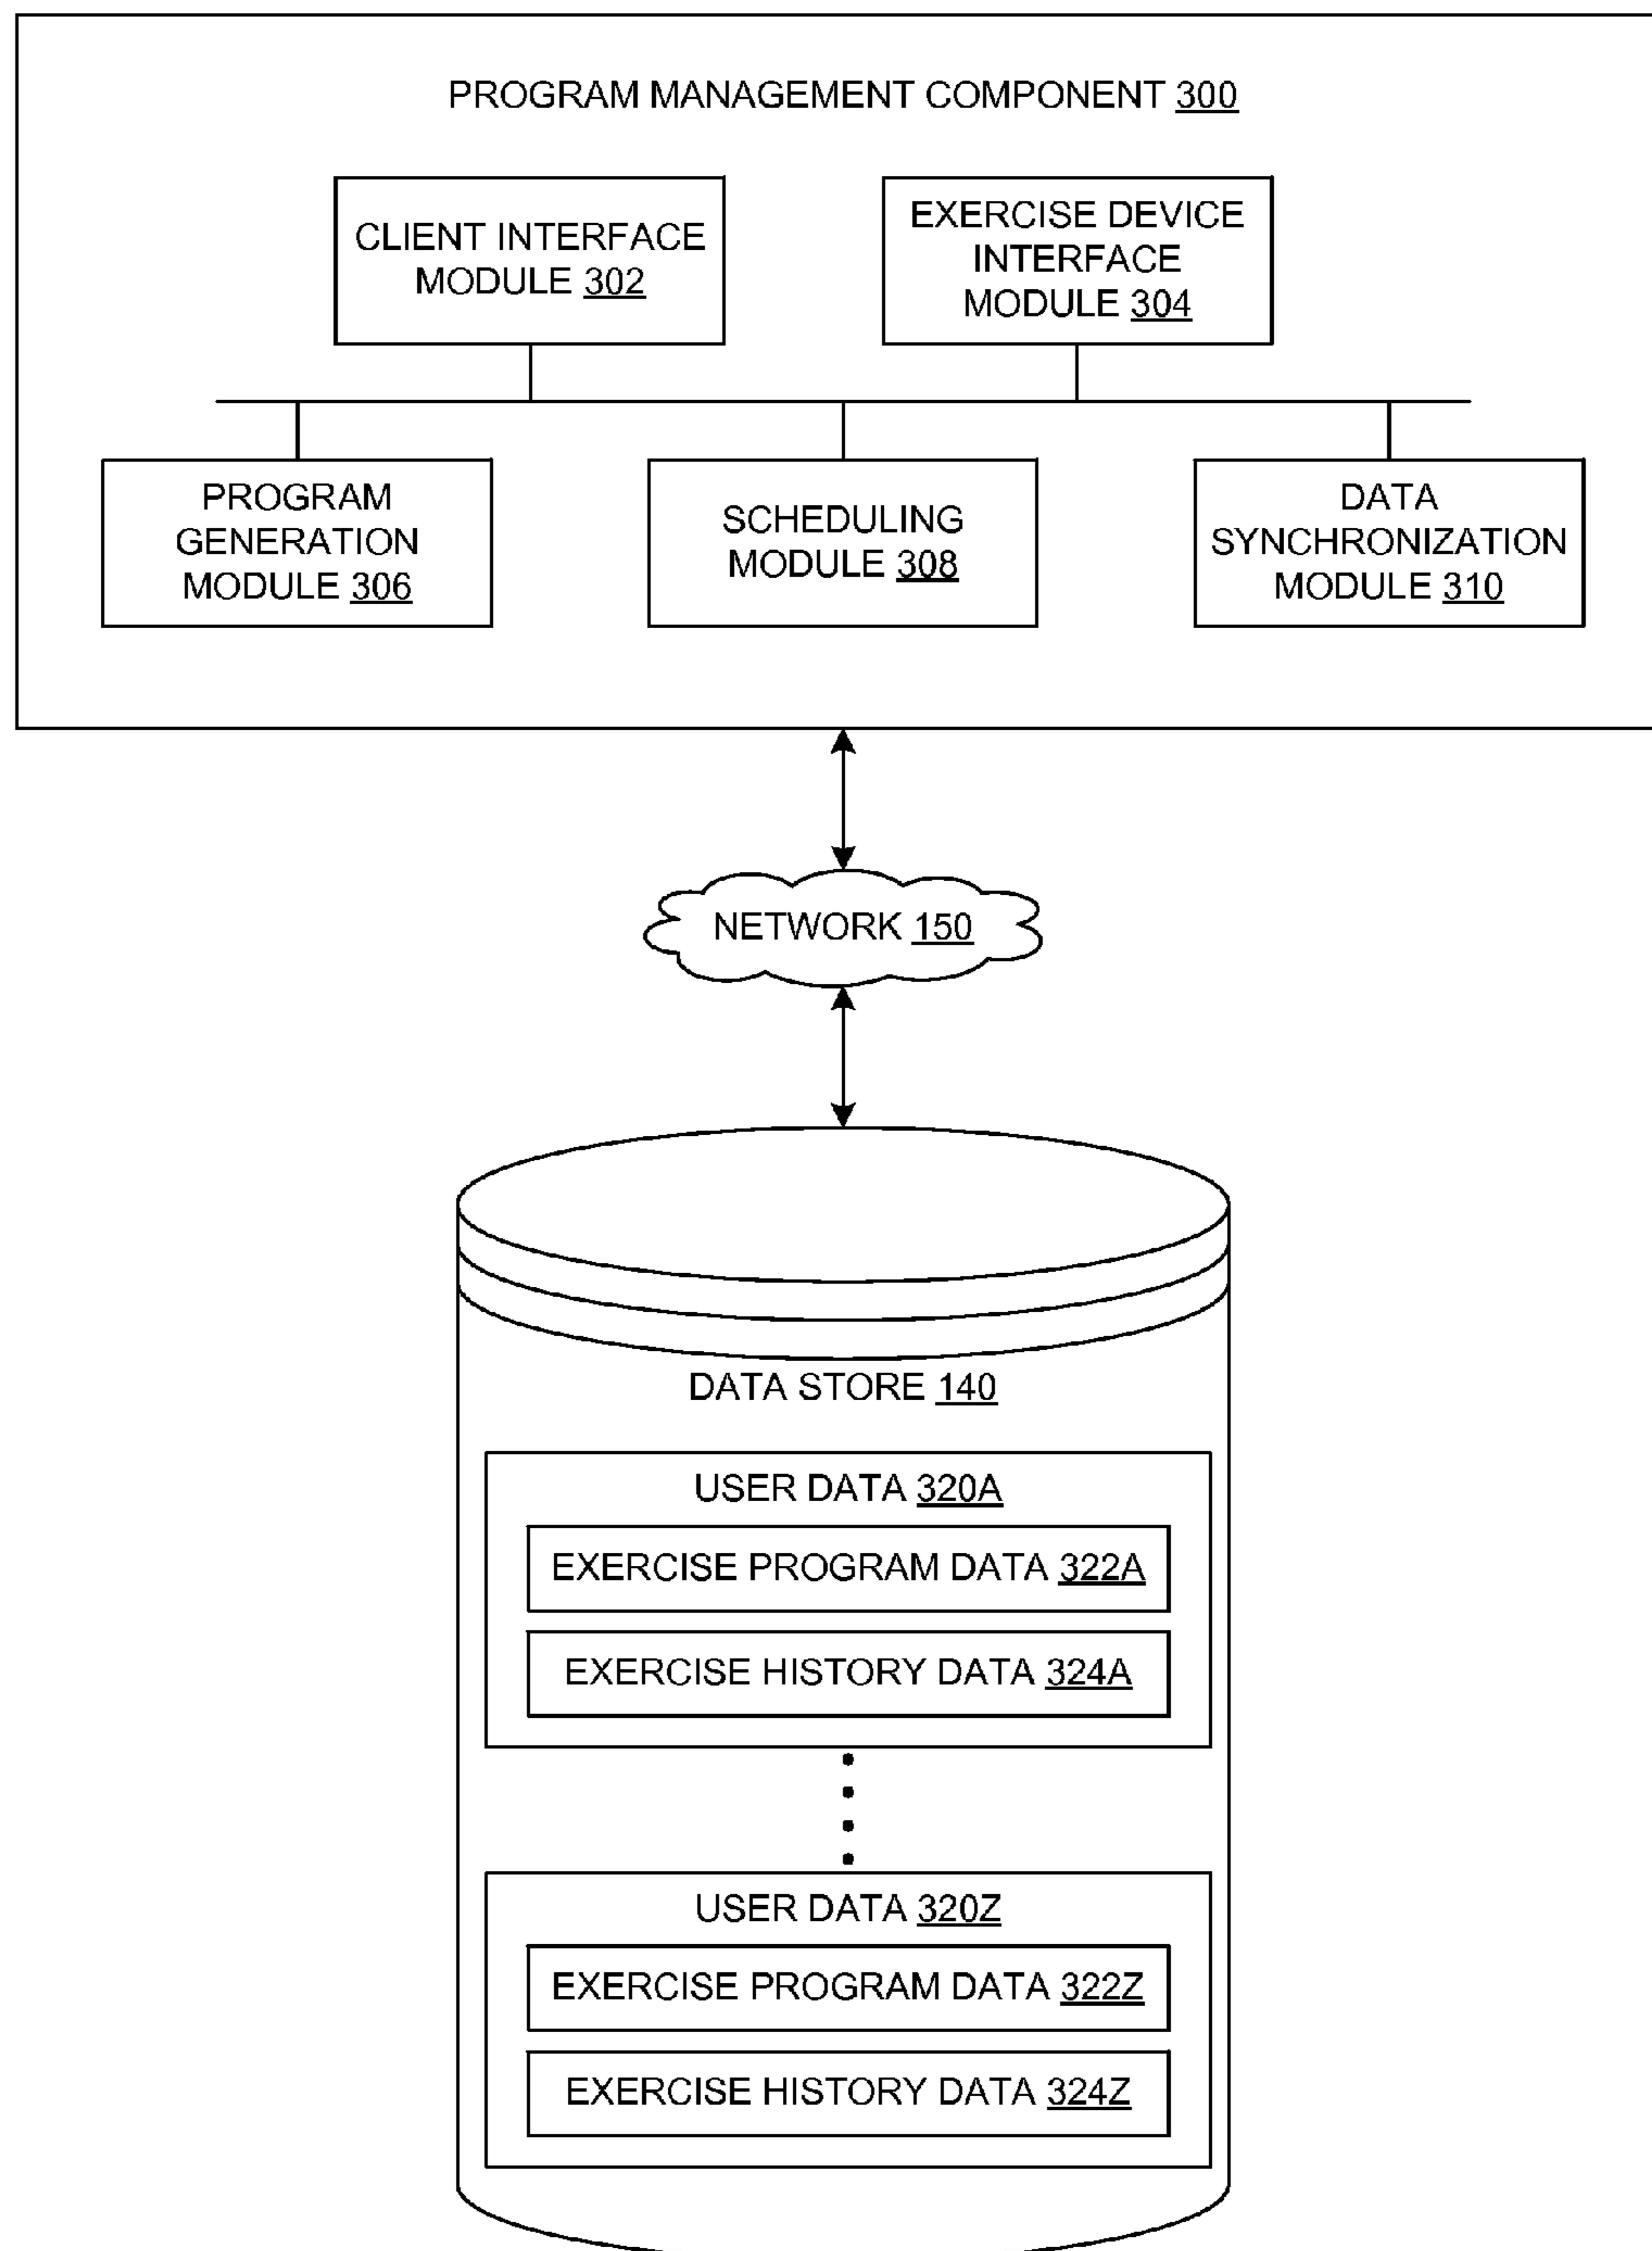 PROGRAM MANAGEMENT COMPONENT 300
CLIENT INTERFACE
MODULE 302
EXERCISE DEVICE
INTERFACE
MODULE 304
PROGRAM
GENERATION
MODULE 306
SCHEDULING
MODULE 308
DATA
SYNCHRONIZATION
MODULE 310
NETWORK 150
DATA STORE 140
USER DATA 320A
EXERCISE PROGRAM DATA 322A
EXERCISE HISTORY DATA 324A
USER DATA 320Z
EXERCISE PROGRAM DATA 322Z
EXERCISE HISTORY DATA 324Z